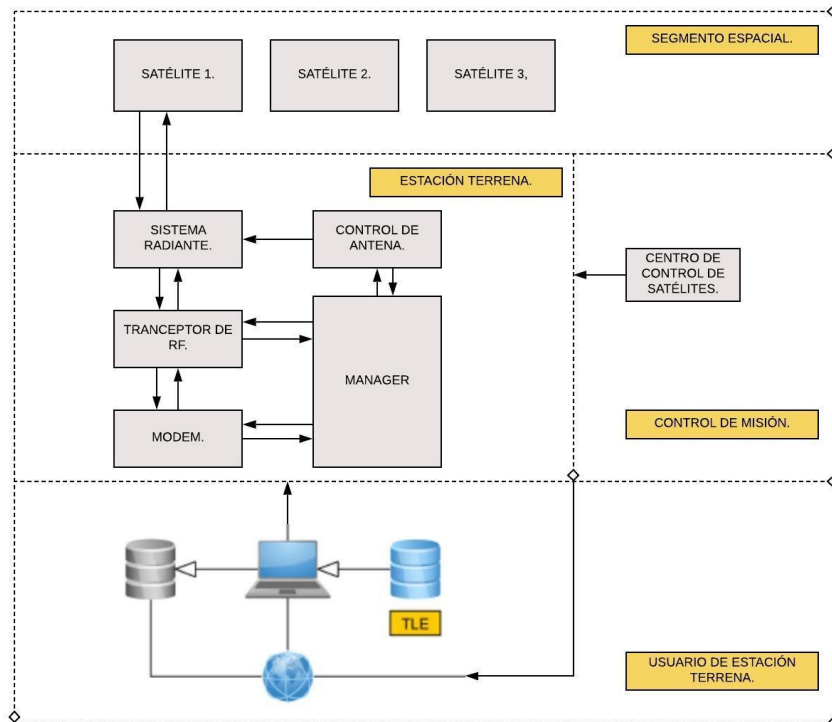 SEGMENTO ESPACIAL.
SATÉLITE 1.
SATÉLITE 2.
SATÉLITE 3,
ESTACIÓN TERRENA.
SISTEMA
RADIANTE.
CONTROL DE
ANTENA.
CENTRO DE
CONTROL DE
SATÉLITES.
TRANCEPTOR DE
RF.
MANAGER
MODEM.
CONTROL DE MISIÓN.
TLE
USUARIO DE ESTACIÓN
TERRENA.